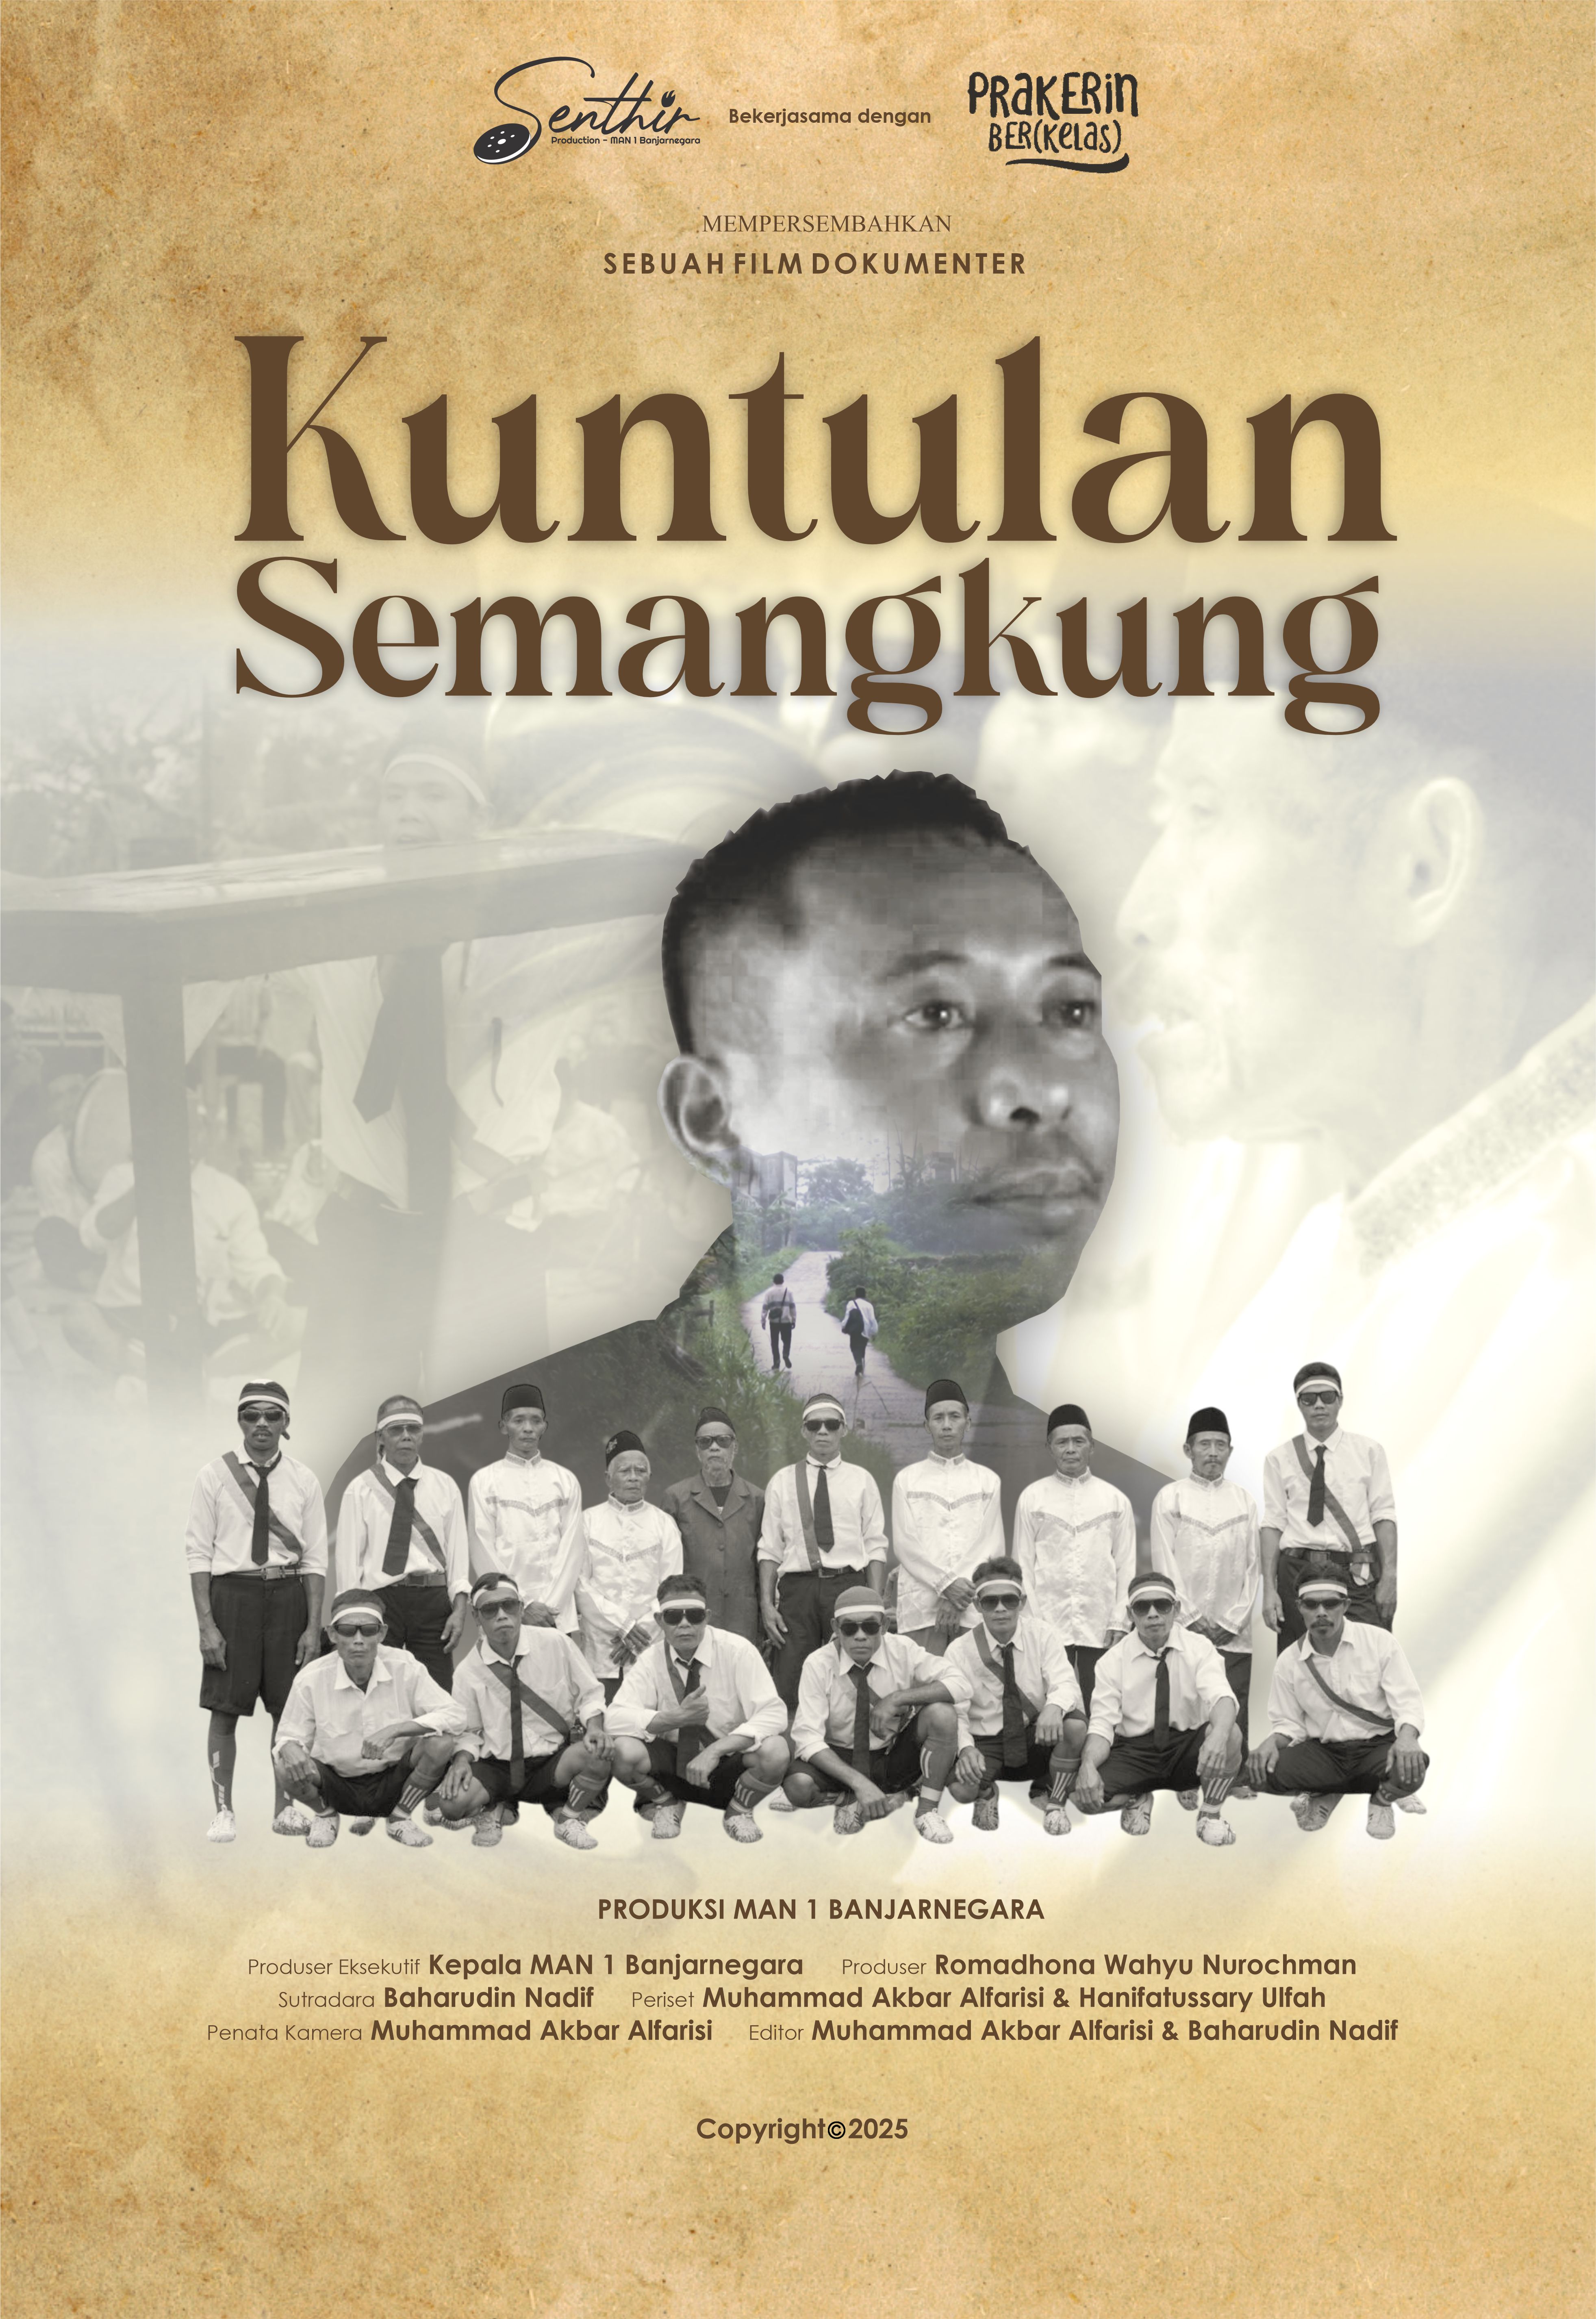 Senthir
Production - MAN 1 Banjarnegara
Bekerjasama dengan
PRAKERIN
BER(KELAS)
MEMPERSEMBAHKAN
SEBUAH FILM DOKUMENTER
Kuntulan
Semangkung
PRODUKSI MAN 1 BANJARNEGARA
Produser Eksekutif Kepala MAN 1 Banjarnegara Produser Romadhona Wahyu Nurochman
Sutradara Baharudin Nadif Periset Muhammad Akbar Alfarisi & Hanifatussary Ulfah
Penata Kamera Muhammad Akbar Alfarisi Editor Muhammad Akbar Alfarisi & Baharudin Nadif
Copyright©2025